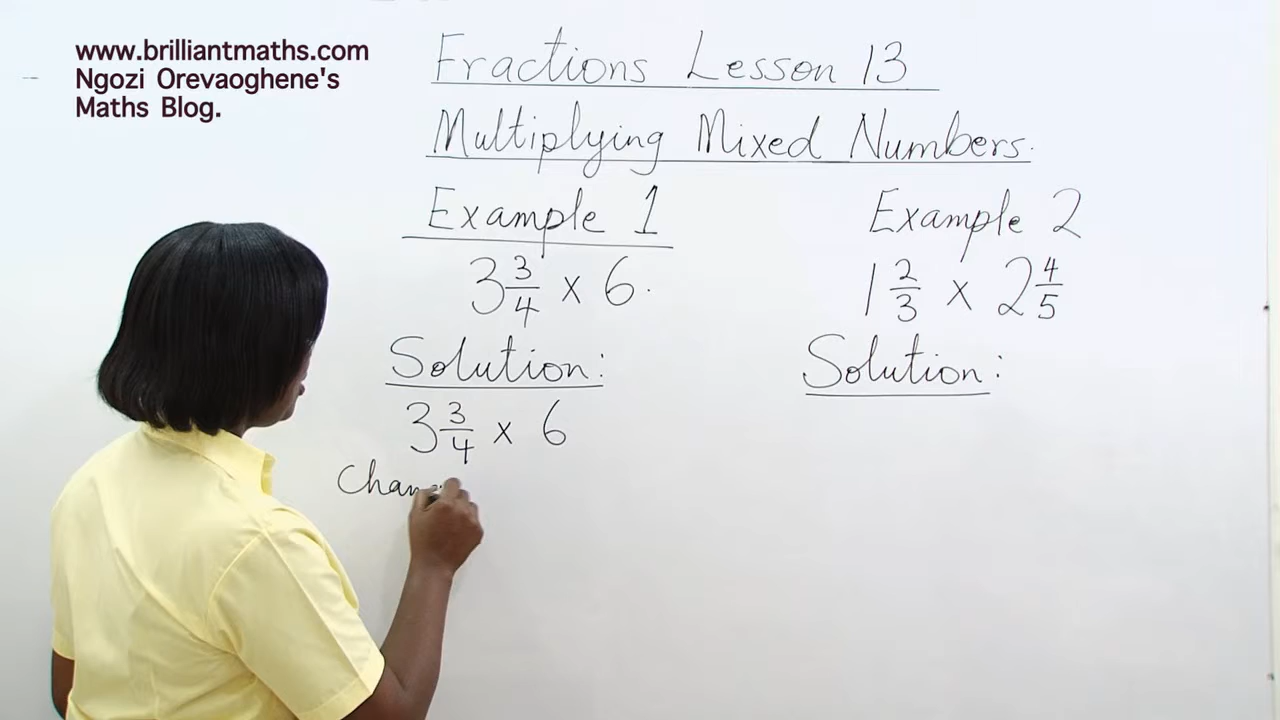 www.brilliantmaths.com
Ngozi Orevaoghene's
Maths Blog.
Fractions Lesson 13
Multiplying Mixed Numbers.
Example 1
3 3/4 x 6.
Solution:
3 3/4 x 6
Example 2
1 2/3 x 2 4/5
Solution: